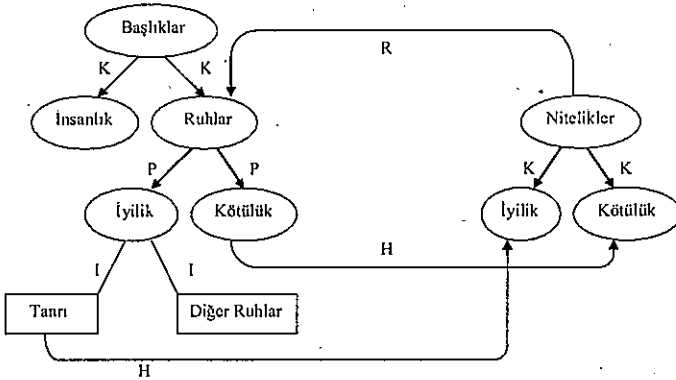 Başlıklar
R
K
K
İnsanlık
Ruhlar
Nitelikler
P
P
K
K
İyilik
Kötülük
İyilik
Kötülük
H
I
I
Tanrı
Diğer Ruhlar
H